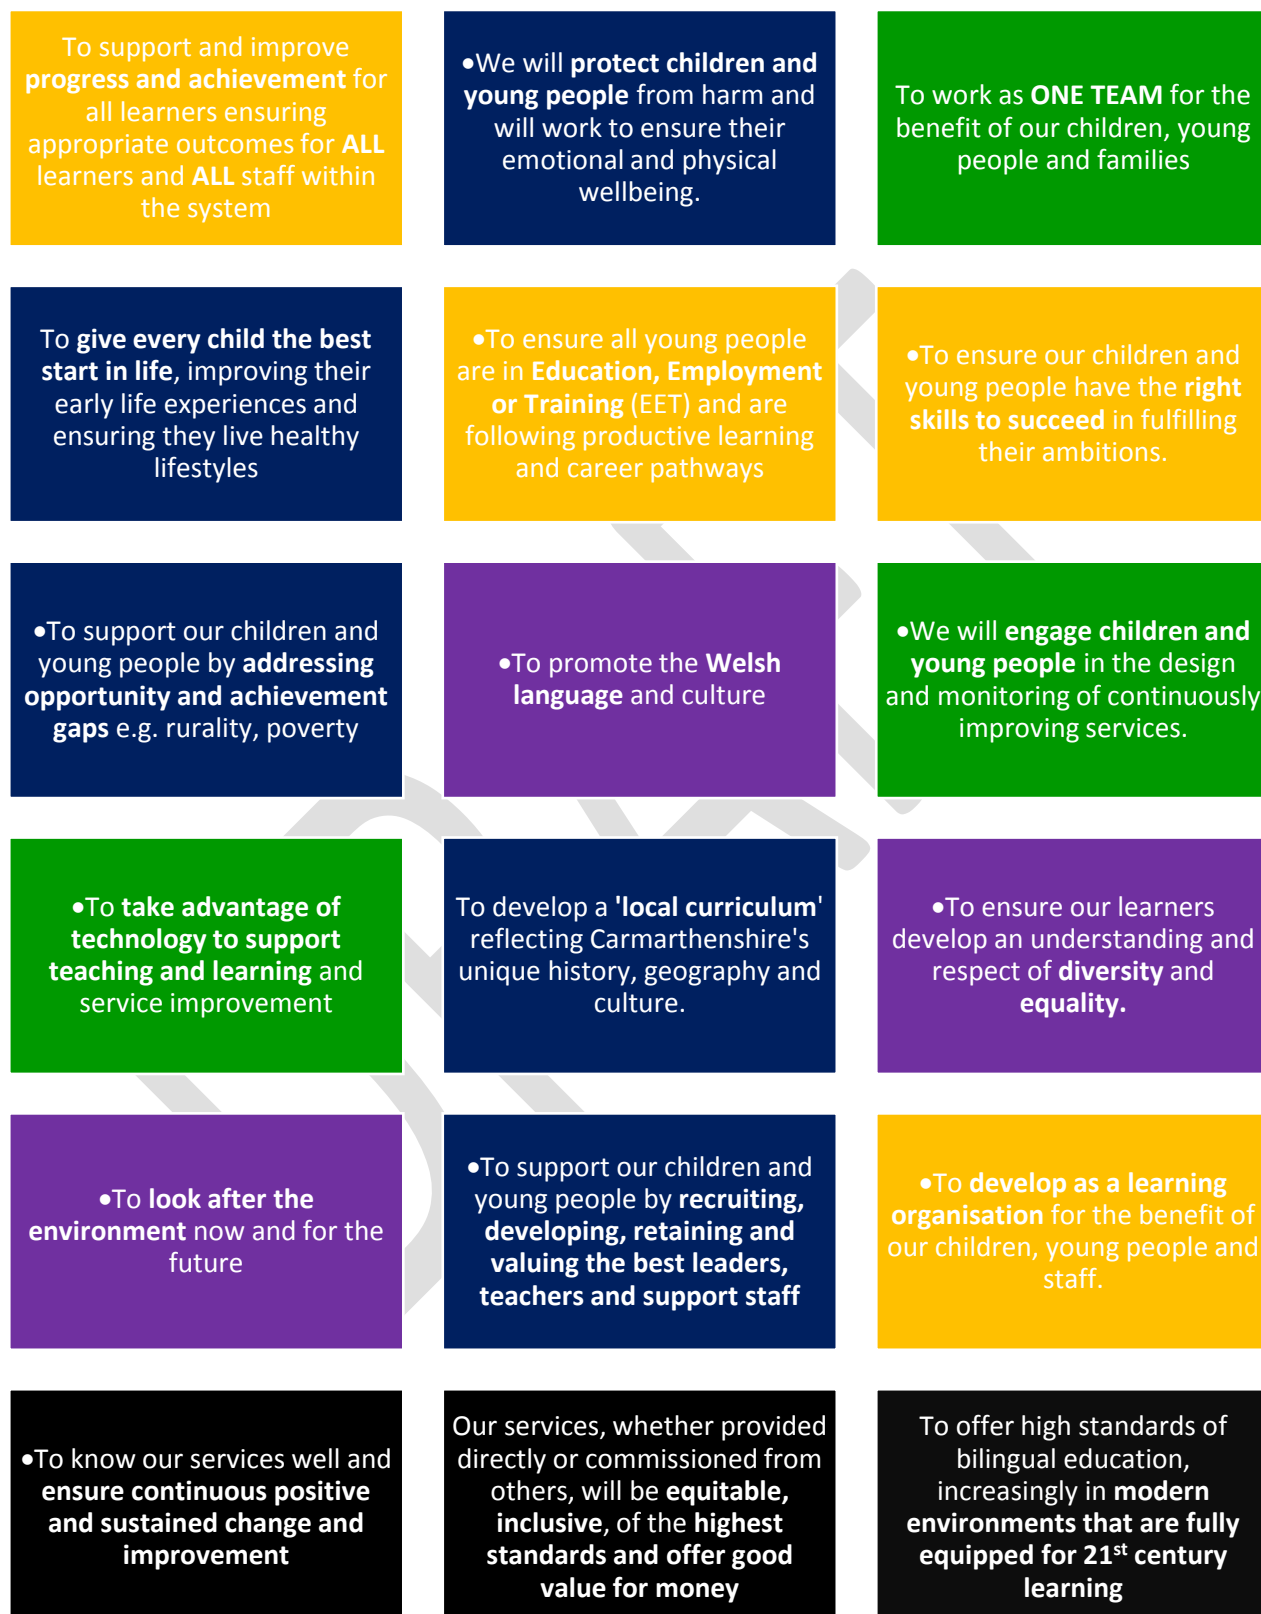 To support and improve
progress and achievement for
all learners ensuring
appropriate outcomes for ALL
learners and ALL staff within
the system
•We will protect children and
young people from harm and
will work to ensure their
emotional and physical
wellbeing.
To work as ONE TEAM for the
benefit of our children, young
people and families
To give every child the best
start in life, improving their
early life experiences and
ensuring they live healthy
lifestyles
•To ensure all young people
are in Education, Employment
or Training (EET) and are
following productive learning
and career pathways
•To ensure our children and
young people have the right
skills to succeed in fulfilling
their ambitions.
•To support our children and
young people by addressing
opportunity and achievement
gaps e.g. rurality, poverty
•To promote the Welsh
language and culture
•We will engage children and
young people in the design
and monitoring of continuously
improving services.
•To take advantage of
technology to support
teaching and learning and
service improvement
To develop a 'local curriculum'
reflecting Carmarthenshire's
unique history, geography and
culture.
•To ensure our learners
develop an understanding and
respect of diversity and
equality.
•To look after the
environment now and for the
future
•To support our children and
young people by recruiting,
developing, retaining and
valuing the best leaders,
teachers and support staff
•To develop as a learning
organisation for the benefit of
our children, young people and
staff.
•To know our services well and
ensure continuous positive
and sustained change and
improvement
Our services, whether provided
directly or commissioned from
others, will be equitable,
inclusive, of the highest
standards and offer good
value for money
To offer high standards of
bilingual education,
increasingly in modern
environments that are fully
equipped for 21st century
learning